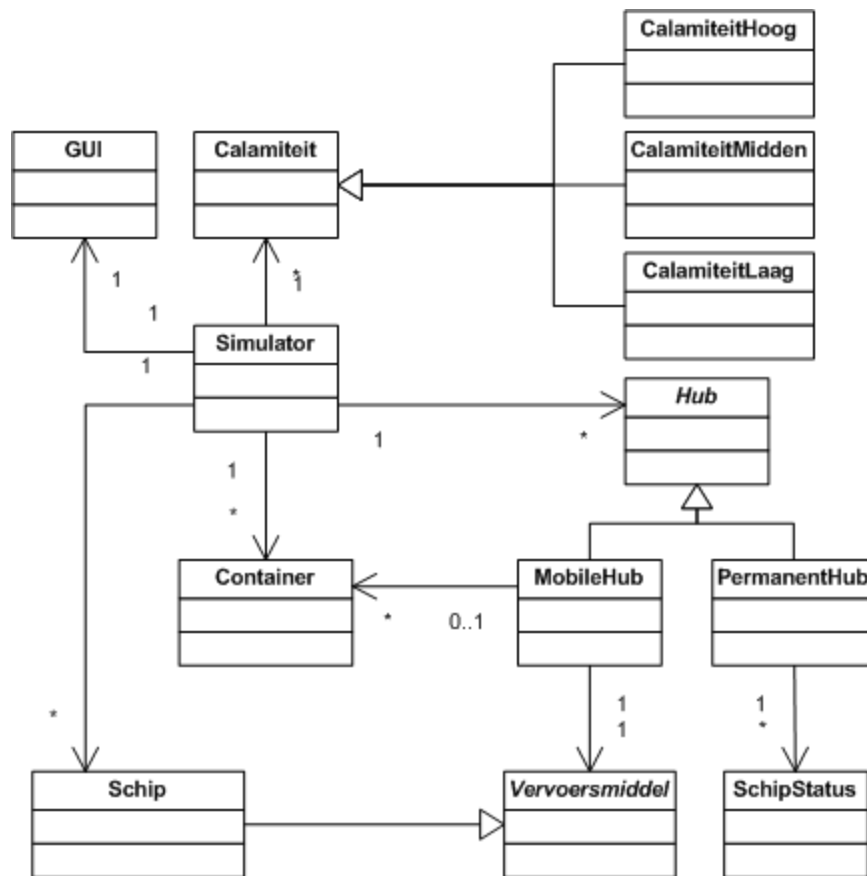 CalamiteitHoog
GUI
Calamiteit
CalamiteitMidden
CalamiteitLaag
1
*
1
1
Simulator
1
Hub
1
*
1
*
Container
MobileHub
PermanentHub
*
0..1
*
1
1
1
*
Schip
Vervoersmiddel
SchipStatus